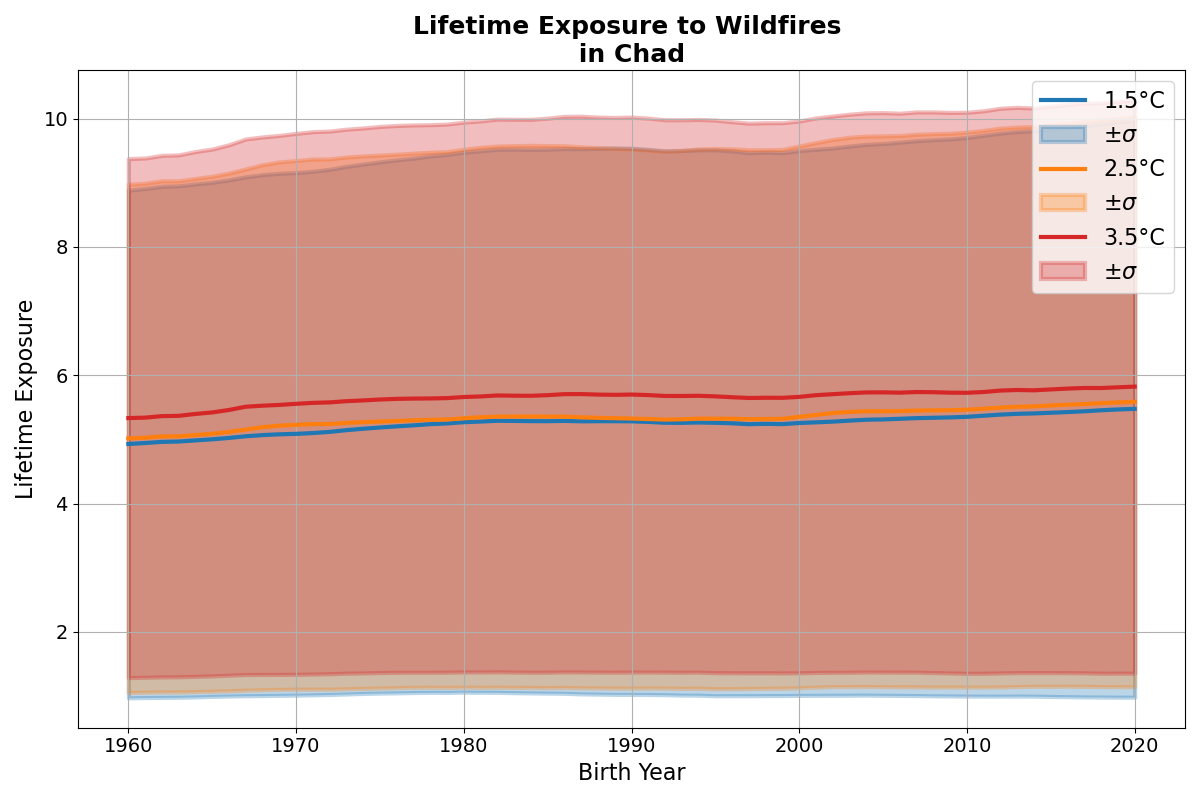 Lifetime Exposure to Wildfires
in Chad
Lifetime Exposure
10
8
6
4
2
1.5°C
±σ
2.5°C
±σ
3.5°C
±σ
1960
1970
1980
1990
2000
2010
2020
Birth Year